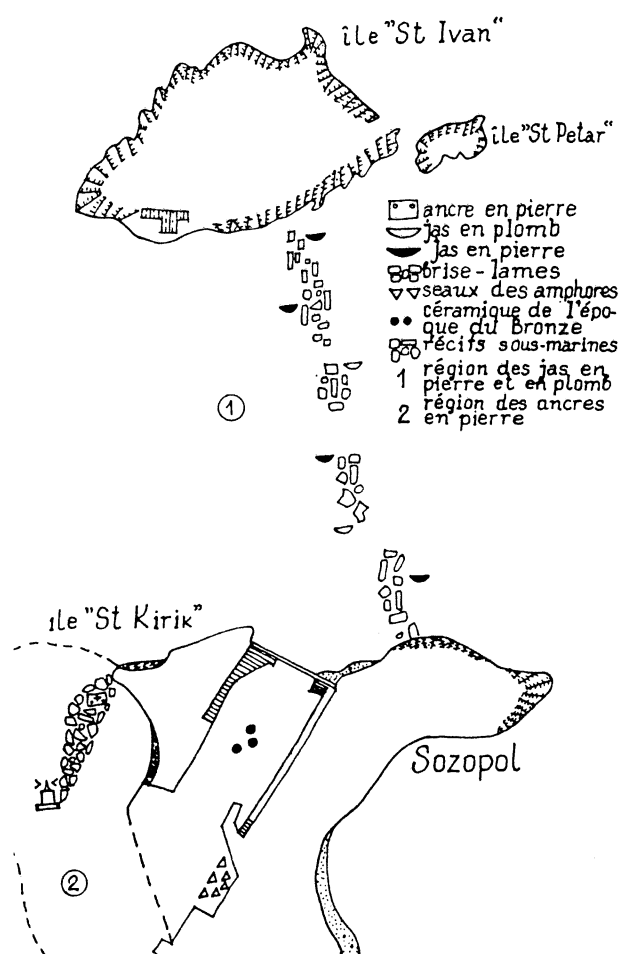 île "St Ivan"
île "St Petar"
ancre en pierre
jas en plomb
jas en pierre
brise-lames
seaux des amphores
céramique de l'épo-
que du Bronze
récifs sous-marines
1 région des jas en
pierre et en plomb
2 région des ancres
en pierre
1
île "St Kirik"
Sozopol
2